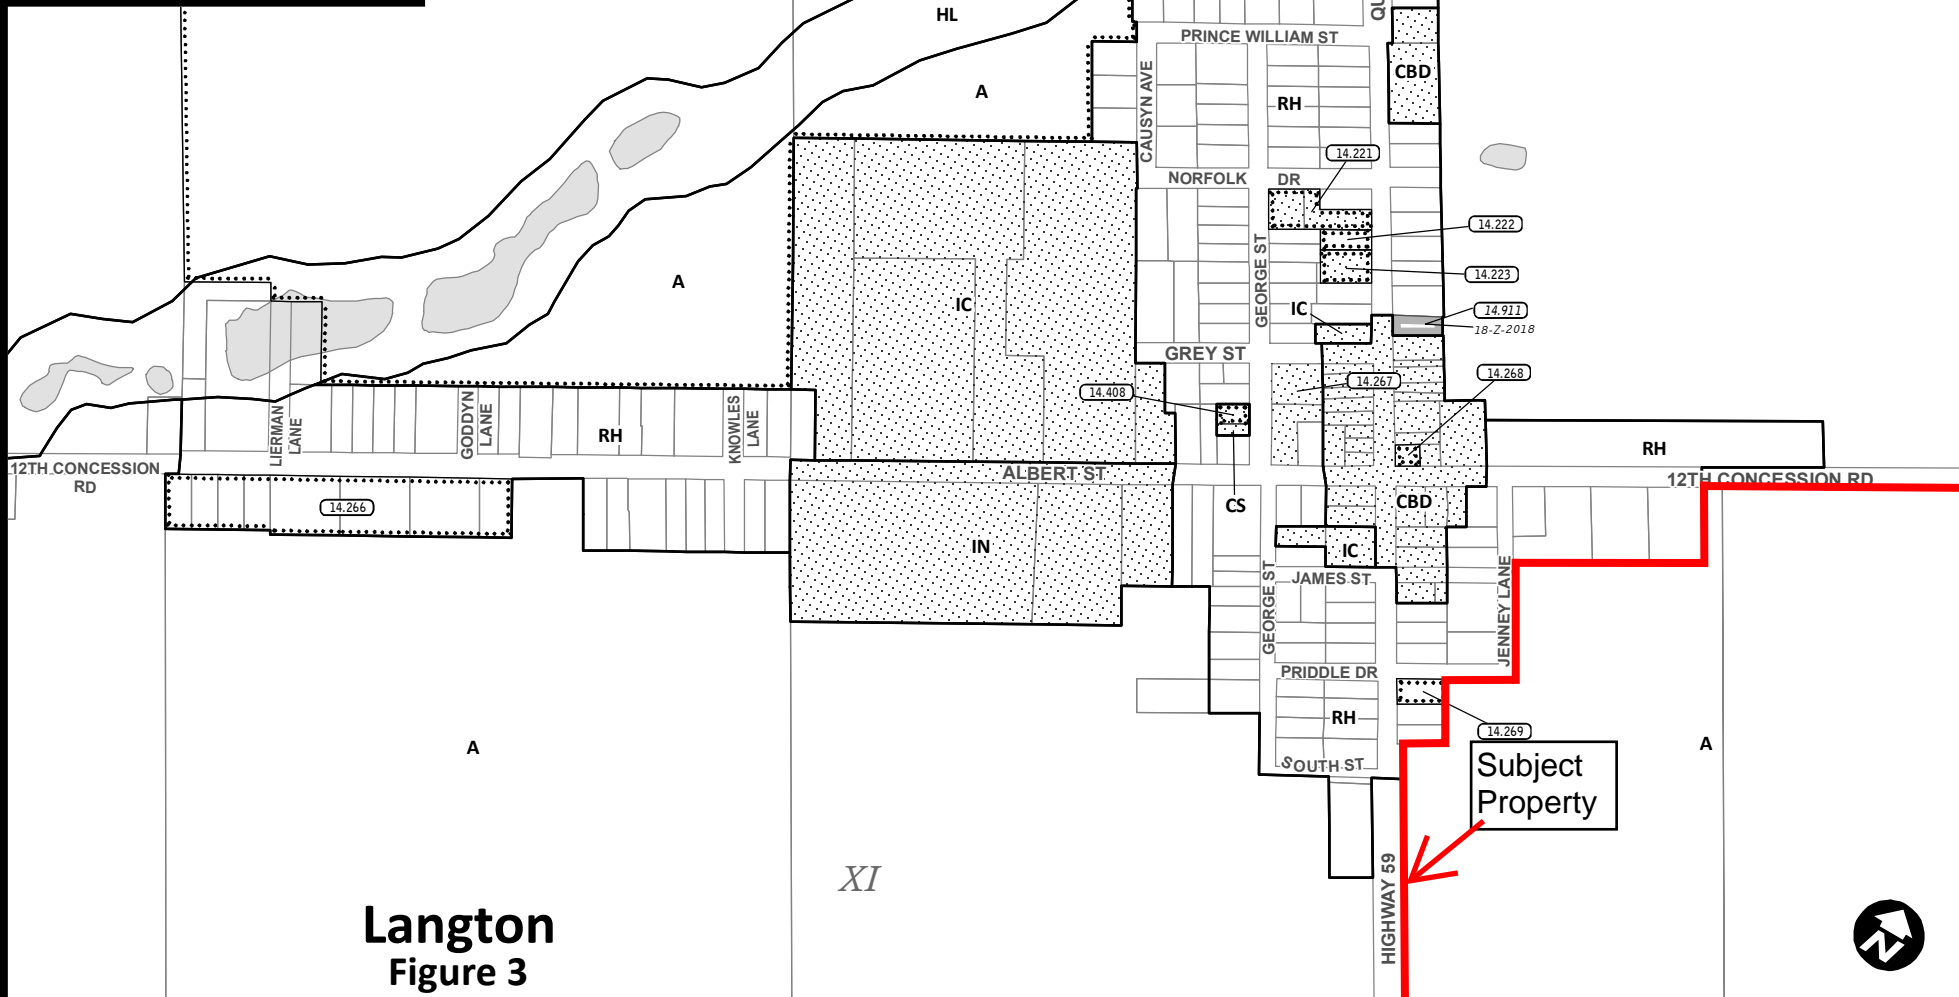 HL
QU
PRINCE WILLIAM ST
CBD
A
CAUSYN AVE
RH
14.221
NORFOLK DR
14.222
14.223
GEORGE ST
A
IC
IC
14.911
18-Z-2018
GREY ST
14.267
14.268
14.408
LIERMAN
LANE
GODDYN
LANE
KNOWLES
LANE
RH
RH
12TH CONCESSION
RD
ALBERT ST
12TH CONCESSION RD
14.266
CS
CBD
IN
IC
JAMES ST
GEORGE ST
JENNEY LANE
PRIDDLE DR
RH
14.269
A
A
SOUTH ST
Subject
Property
HIGHWAY 59
XI
Langton
Figure 3
N